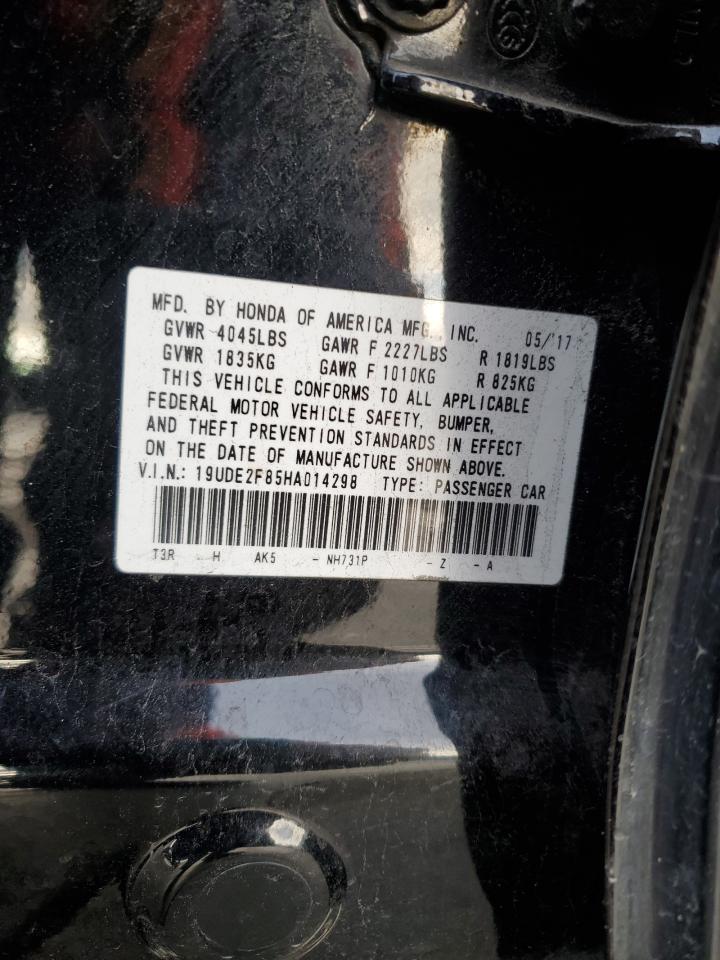 MFD. BY HONDA OF AMERICA MFG., INC. 05/'17
GVWR 4045LBS GAWR F 2227LBS R 1819LBS
GVWR 1835KG GAWR F 1010KG R 825KG
THIS VEHICLE CONFORMS TO ALL APPLICABLE
FEDERAL MOTOR VEHICLE SAFETY, BUMPER,
AND THEFT PREVENTION STANDARDS IN EFFECT
ON THE DATE OF MANUFACTURE SHOWN ABOVE.
V.I.N.: 19UDE2F85HA014298 TYPE: PASSENGER CAR
T3R H AK5 - NH731P - Z - A